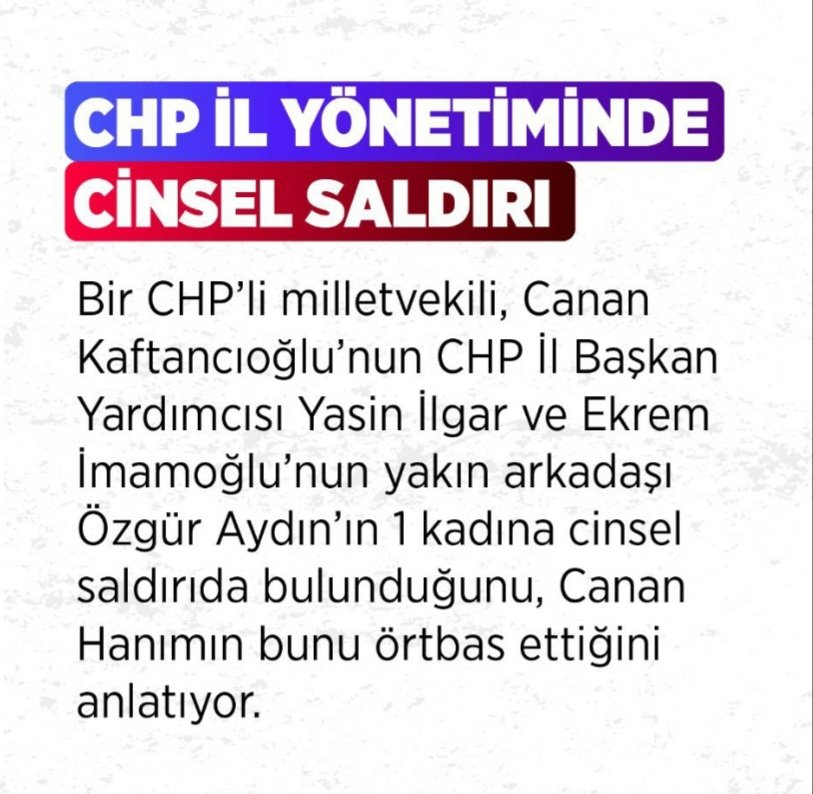 CHP İL YÖNETİMİNDE
CİNSEL SALDIRI
Bir CHP'li milletvekili, Canan
Kaftancıoğlu'nun CHP İl Başkan
Yardımcısı Yasin İlgar ve Ekrem
İmamoğlu'nun yakın arkadaşı
Özgür Aydın'ın 1 kadına cinsel
saldırıda bulunduğunu, Canan
Hanımın bunu örtbas ettiğini
anlatıyor.